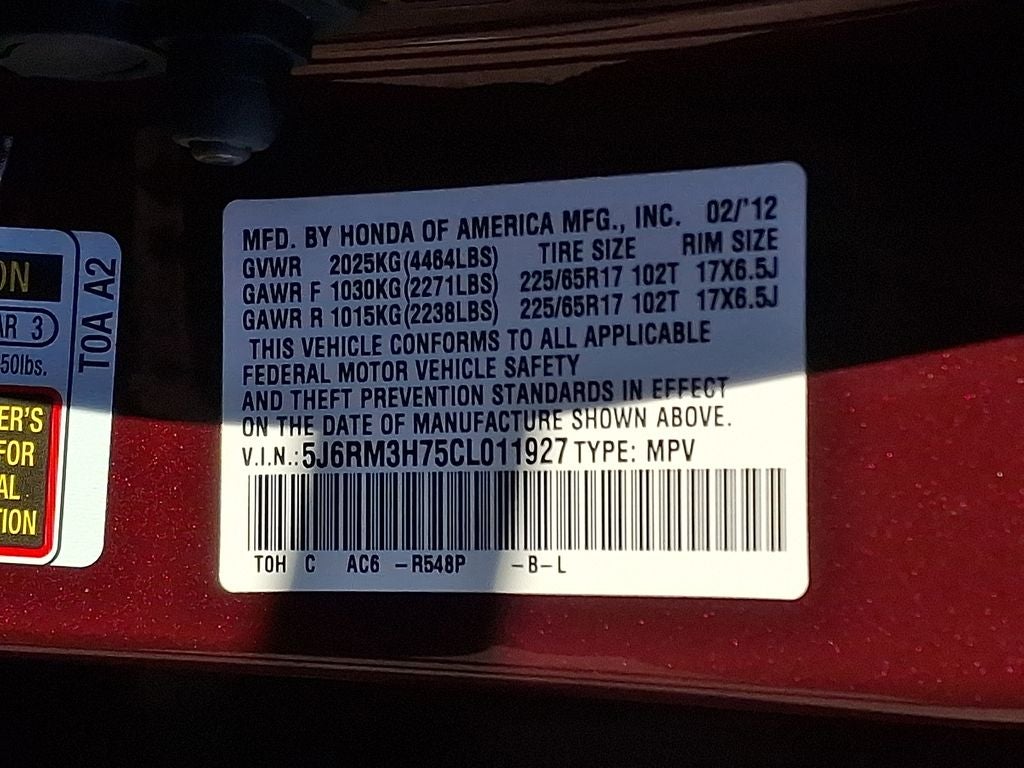 MFD. BY HONDA OF AMERICA MFG., INC. 02/'12
GVWR 2025KG(4464LBS) TIRE SIZE RIM SIZE
GAWR F 1030KG(2271LBS) 225/65R17 102T 17X6.5J
GAWR R 1015KG(2238LBS) 225/65R17 102T 17X6.5J
THIS VEHICLE CONFORMS TO ALL APPLICABLE
FEDERAL MOTOR VEHICLE SAFETY
AND THEFT PREVENTION STANDARDS IN EFFECT
ON THE DATE OF MANUFACTURE SHOWN ABOVE.
V.I.N.: 5J6RM3H75CL011927 TYPE: MPV
TOH C AC6 -R548P -B-L
ON
AR 3
50lbs.
ER'S
FOR
AL
TION
T0A A2